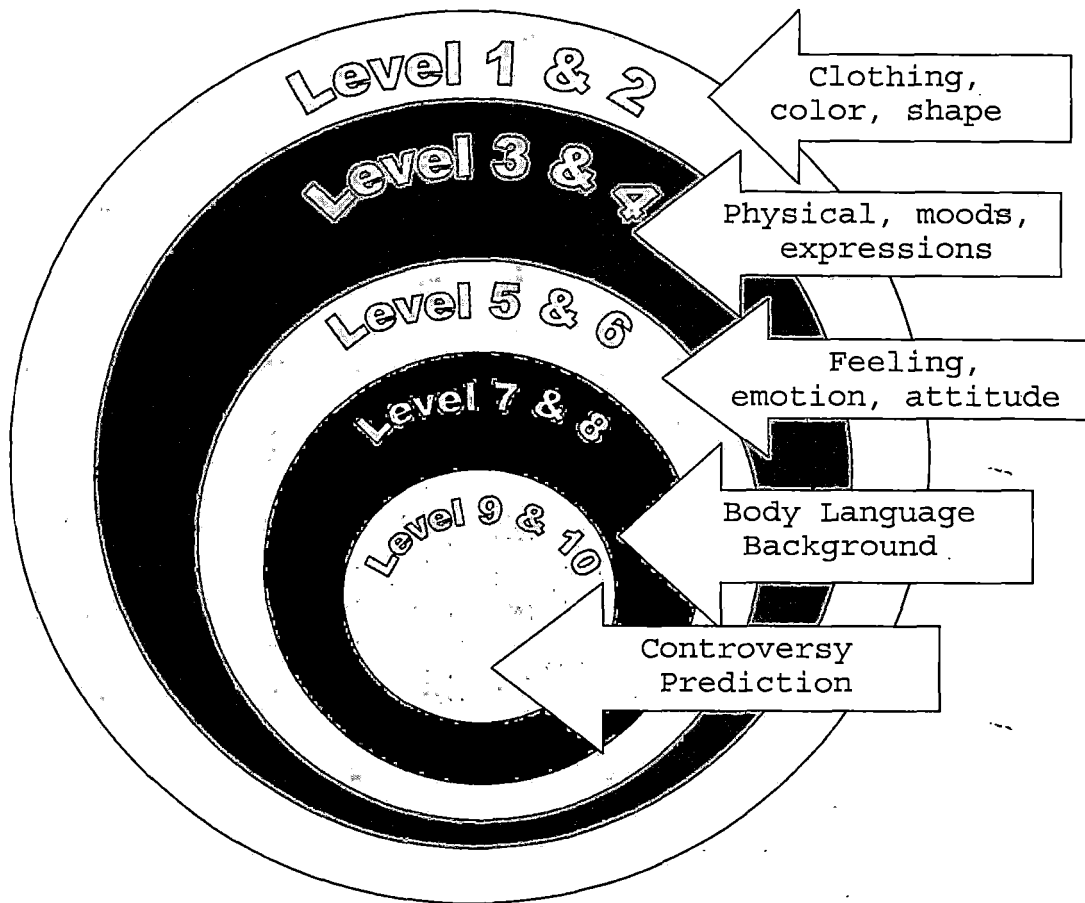 Level 1 & 2
Clothing,
color, shape
Level 3 & 4
Physical, moods,
expressions
Level 5 & 6
Feeling,
emotion, attitude
Level 7 & 8
Body Language
Background
Level 9 & 10
Controversy
Prediction